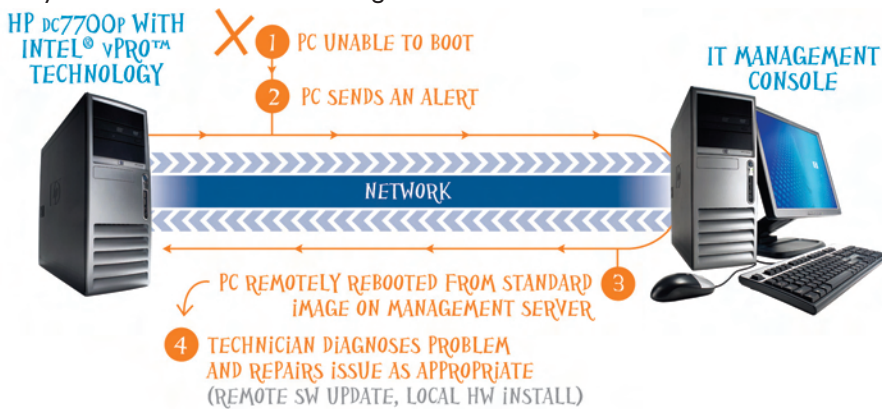 HP DC7700P WITH
INTEL® VPRO™
TECHNOLOGY
1 PC UNABLE TO BOOT
2 PC SENDS AN ALERT
IT MANAGEMENT
CONSOLE
NETWORK
PC REMOTELY REBOOTED FROM STANDARD 3
IMAGE ON MANAGEMENT SERVER
4 TECHNICIAN DIAGNOSES PROBLEM
AND REPAIRS ISSUE AS APPROPRIATE
(REMOTE SW UPDATE, LOCAL HW INSTALL)